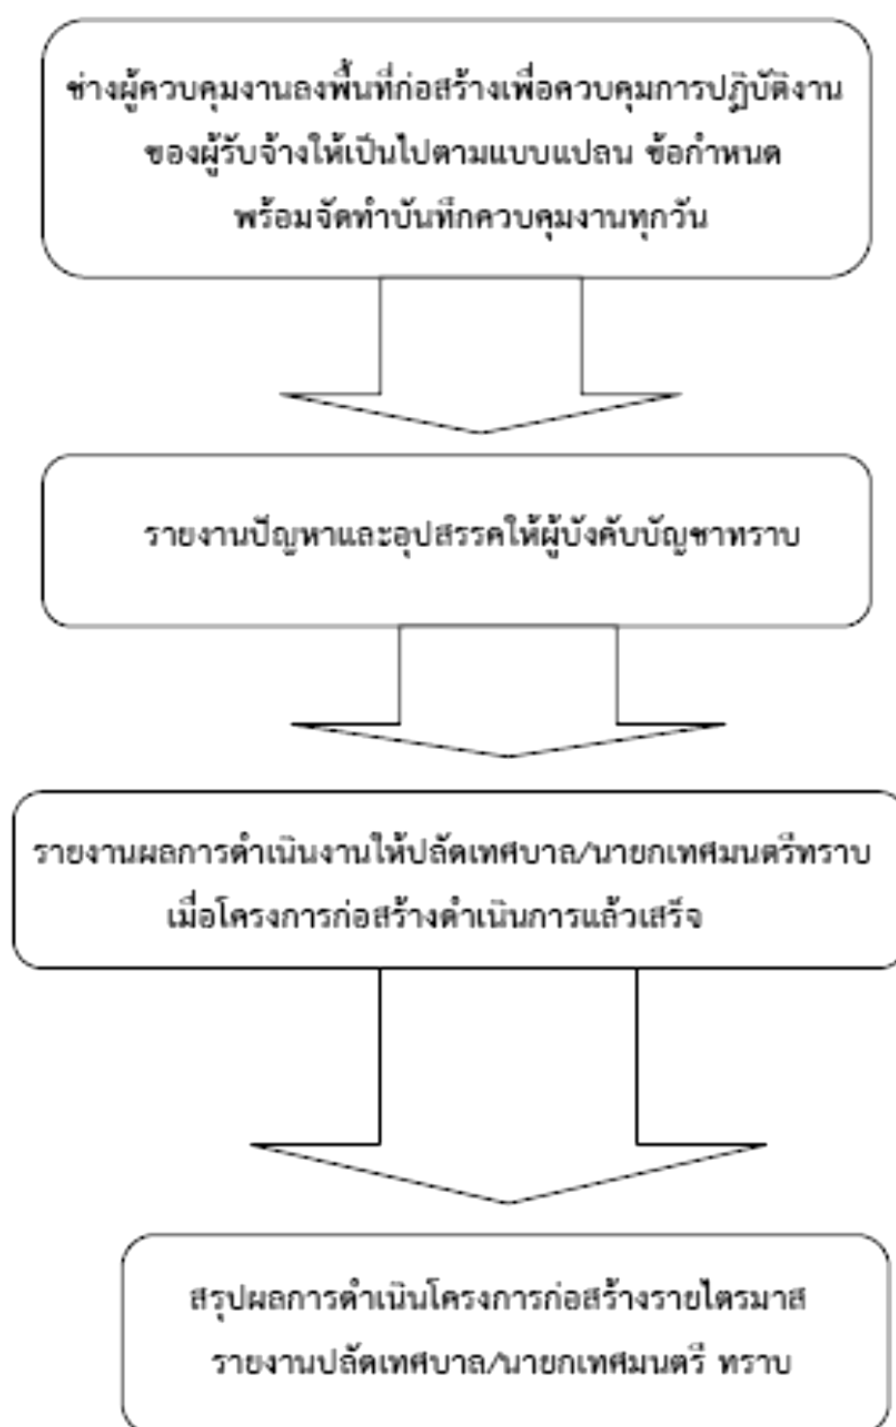 ช่างผู้ควบคุมงานลงพื้นที่ก่อสร้างเพื่อควบคุมการปฏิบัติงาน
ของผู้รับจ้างให้เป็นไปตามแบบแปลน ข้อกำหนด
พร้อมจัดทำบันทึกควบคุมงานทุกวัน
รายงานปัญหาและอุปสรรคให้ผู้บังคับบัญชาทราบ
รายงานผลการดำเนินงานให้ปลัดเทศบาล/นายกเทศมนตรีทราบ
เมื่อโครงการก่อสร้างดำเนินการแล้วเสร็จ
สรุปผลการดำเนินโครงการก่อสร้างรายไตรมาส
รายงานปลัดเทศบาล/นายกเทศมนตรี ทราบ